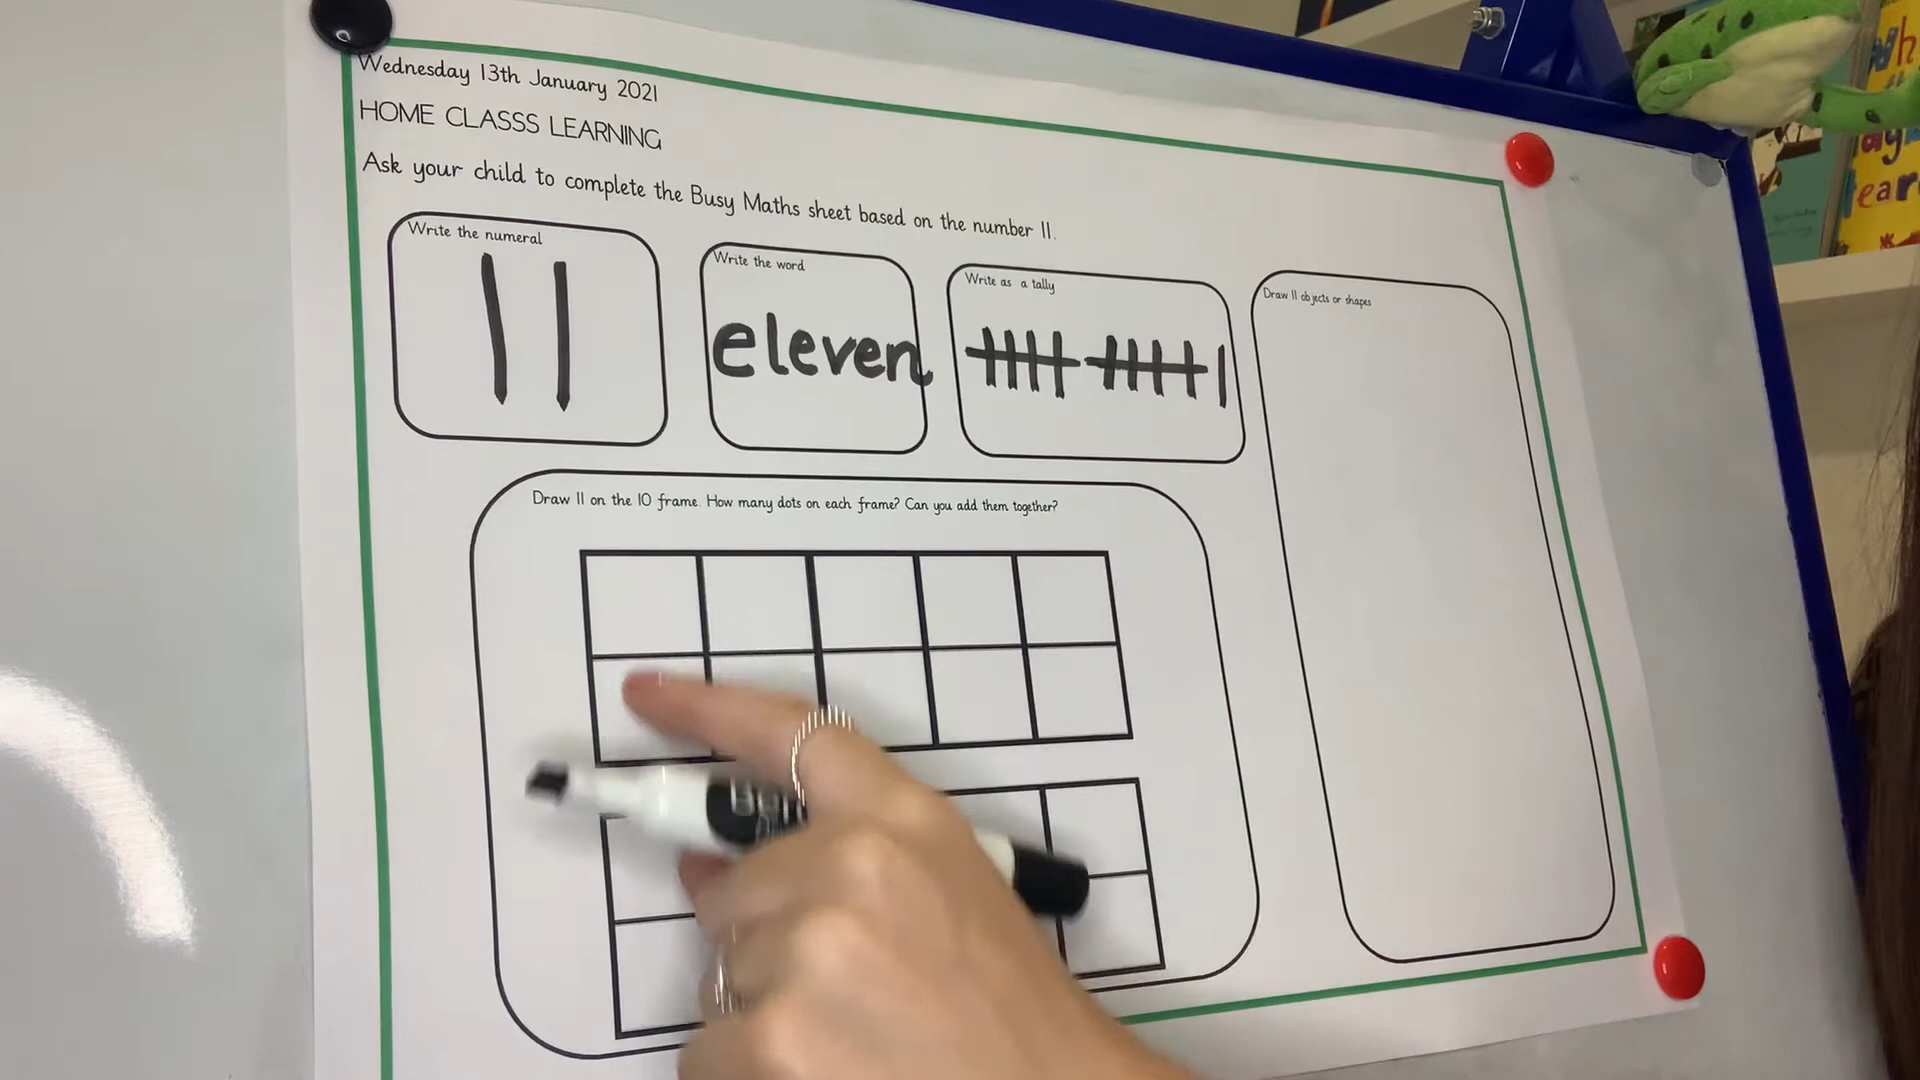 Wednesday 13th January 2021
HOME CLASSS LEARNING
Ask your child to complete the Busy Maths sheet based on the number 11.
Write the numeral
11
Write the word
eleven
Write as a tally
Draw 11 objects or shapes
Draw 11 on the 10 frame. How many dots on each frame? Can you add them together?